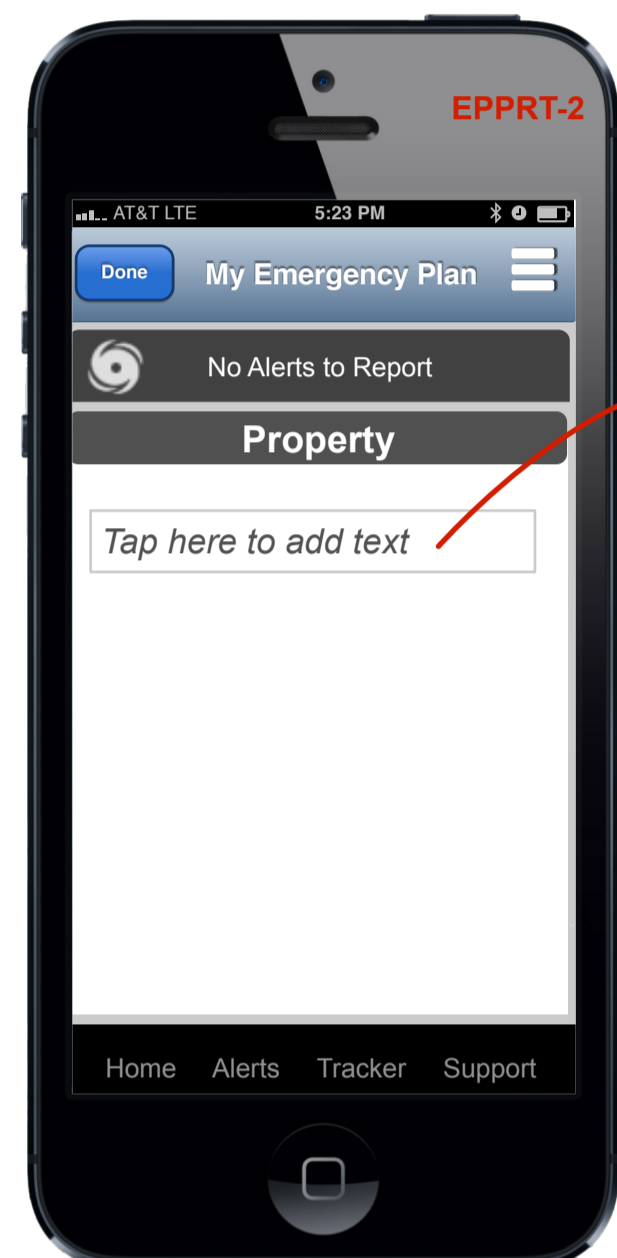 EPPRT-2
AT&T LTE 5:23 PM
Done My Emergency Plan
No Alerts to Report
Property
Tap here to add text
Home Alerts Tracker Support